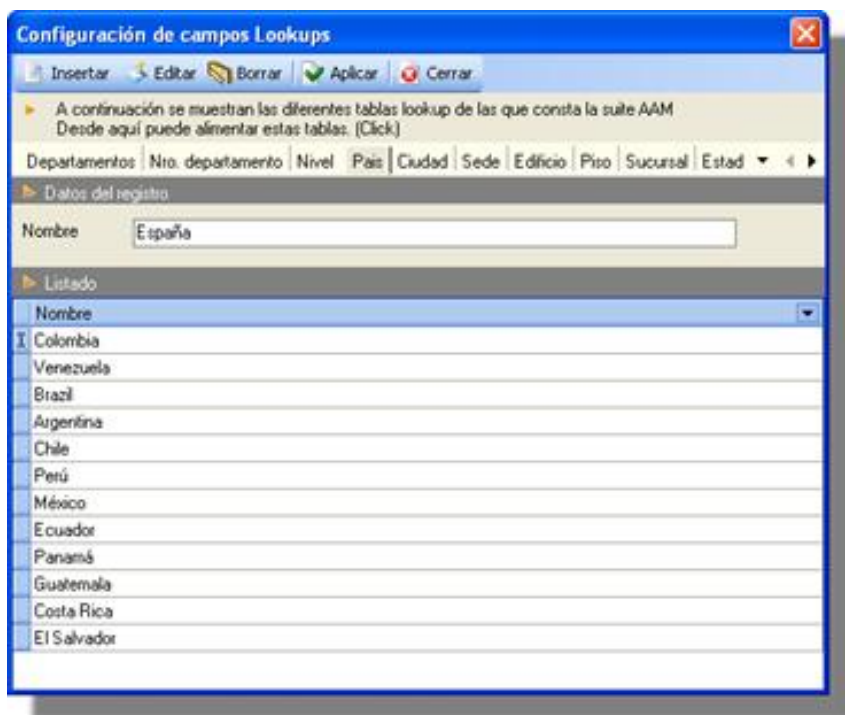 Configuración de campos Lookups
Insertar Editar Borrar Aplicar Cerrar
A continuación se muestran las diferentes tablas lookup de las que consta la suite AAM
Desde aquí puede alimentar estas tablas. (Click)
Departamentos Nro. departamento Nivel Pais Ciudad Sede Edificio Piso Sucursal Estad
Datos del registro
Nombre España
Listado
Nombre
Colombia
Venezuela
Brazil
Argentina
Chile
Perú
México
Ecuador
Panamá
Guatemala
Costa Rica
El Salvador